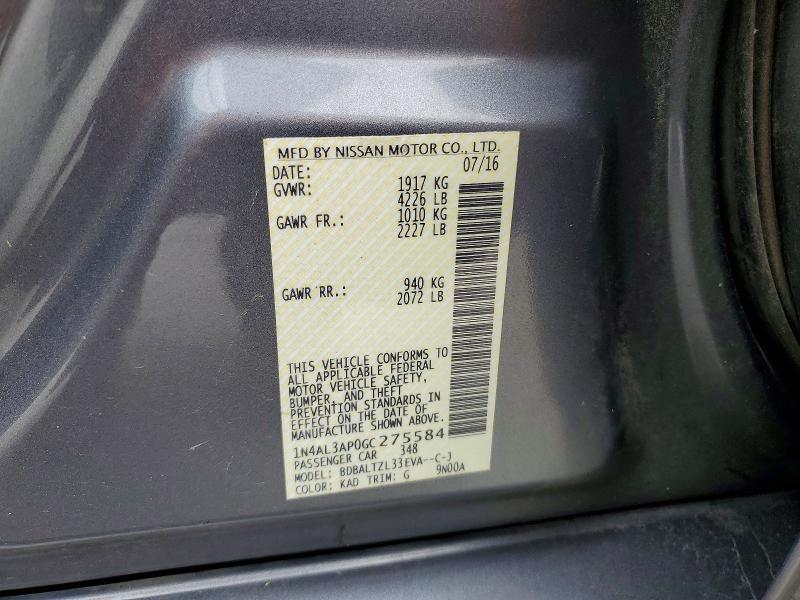 MFD BY NISSAN MOTOR CO., LTD.
DATE: 07/16
GVWR: 1917 KG
4226 LB
GAWR FR.: 1010 KG
2227 LB
GAWR RR.: 940 KG
2072 LB
THIS VEHICLE CONFORMS TO
ALL APPLICABLE FEDERAL
MOTOR VEHICLE SAFETY,
BUMPER, AND THEFT
PREVENTION STANDARDS IN
EFFECT ON THE DATE OF
MANUFACTURE SHOWN ABOVE.
1N4AL3AP0GC275584
PASSENGER CAR 348
MODEL: BDBALTZL33EVA--C-J
COLOR: KAD TRIM: G 9N00A